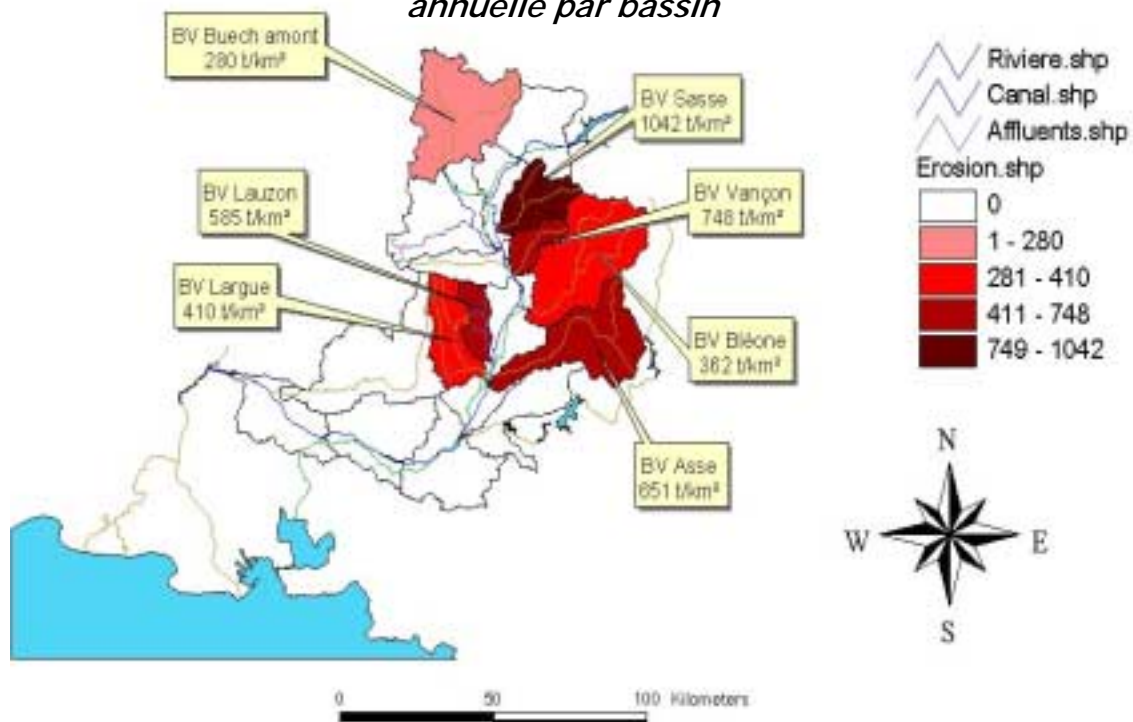 annuelle par bassin
BV Buech amont
280 t/km²
BV Sasse
1042 t/km²
BV Lauzon
585 t/km²
BV Vançon
748 t/km²
BV Largue
410 t/km²
BV Bléone
362 t/km²
BV Asse
651 t/km²
Riviere.shp
Canal.shp
Affluents.shp
Erosion.shp
0
1 - 280
281 - 410
411 - 748
749 - 1042
N
W E
S
0 50 100 Kilometers